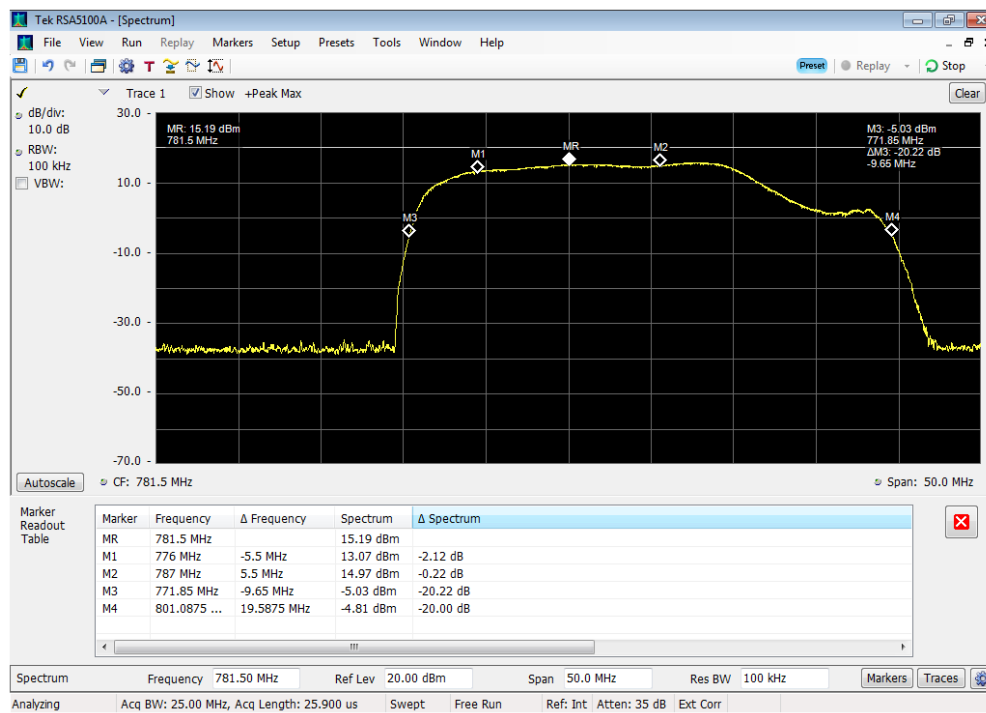 Tek RSA5100A - [Spectrum]
File View Run Replay Markers Setup Presets Tools Window Help
T Preset Replay Stop
Trace 1 Show +Peak Max Clear
dB/div:
10.0 dB
RBW:
100 kHz
VBW:
30.0 -
10.0 -
-10.0 -
-30.0 -
-50.0 -
-70.0 -
MR: 15.19 dBm
781.5 MHz
M3: -5.03 dBm
771.85 MHz
ΔM3: -20.22 dB
-9.65 MHz
M1
MR
M2
M3
M4
Autoscale CF: 781.5 MHz Span: 50.0 MHz
Marker
Readout
Table
Marker Frequency Δ Frequency Spectrum Δ Spectrum
MR 781.5 MHz 15.19 dBm
M1 776 MHz -5.5 MHz 13.07 dBm -2.12 dB
M2 787 MHz 5.5 MHz 14.97 dBm -0.22 dB
M3 771.85 MHz -9.65 MHz -5.03 dBm -20.22 dB
M4 801.0875 ... 19.5875 MHz -4.81 dBm -20.00 dB
Spectrum Frequency 781.50 MHz Ref Lev 20.00 dBm Span 50.0 MHz Res BW 100 kHz Markers Traces
Analyzing Acq BW: 25.00 MHz, Acq Length: 25.900 us Swept Free Run Ref: Int Atten: 35 dB Ext Corr